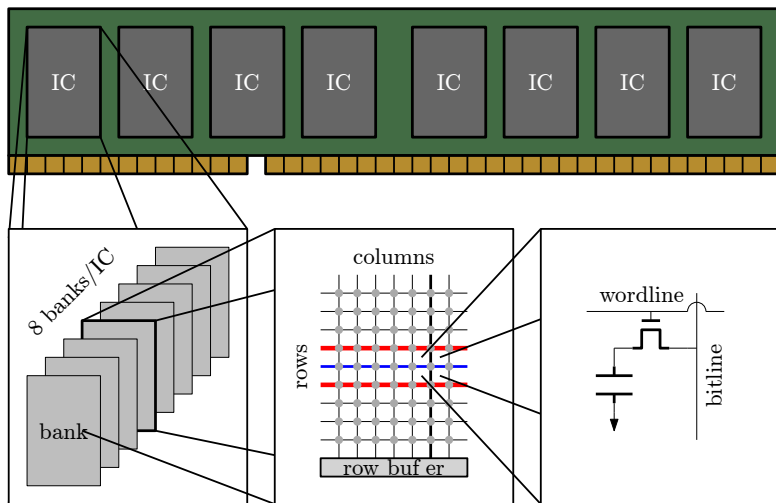 IC
IC
IC
IC
IC
IC
IC
IC
8 banks/IC
bank
columns
rows
row buf er
wordline
bitline